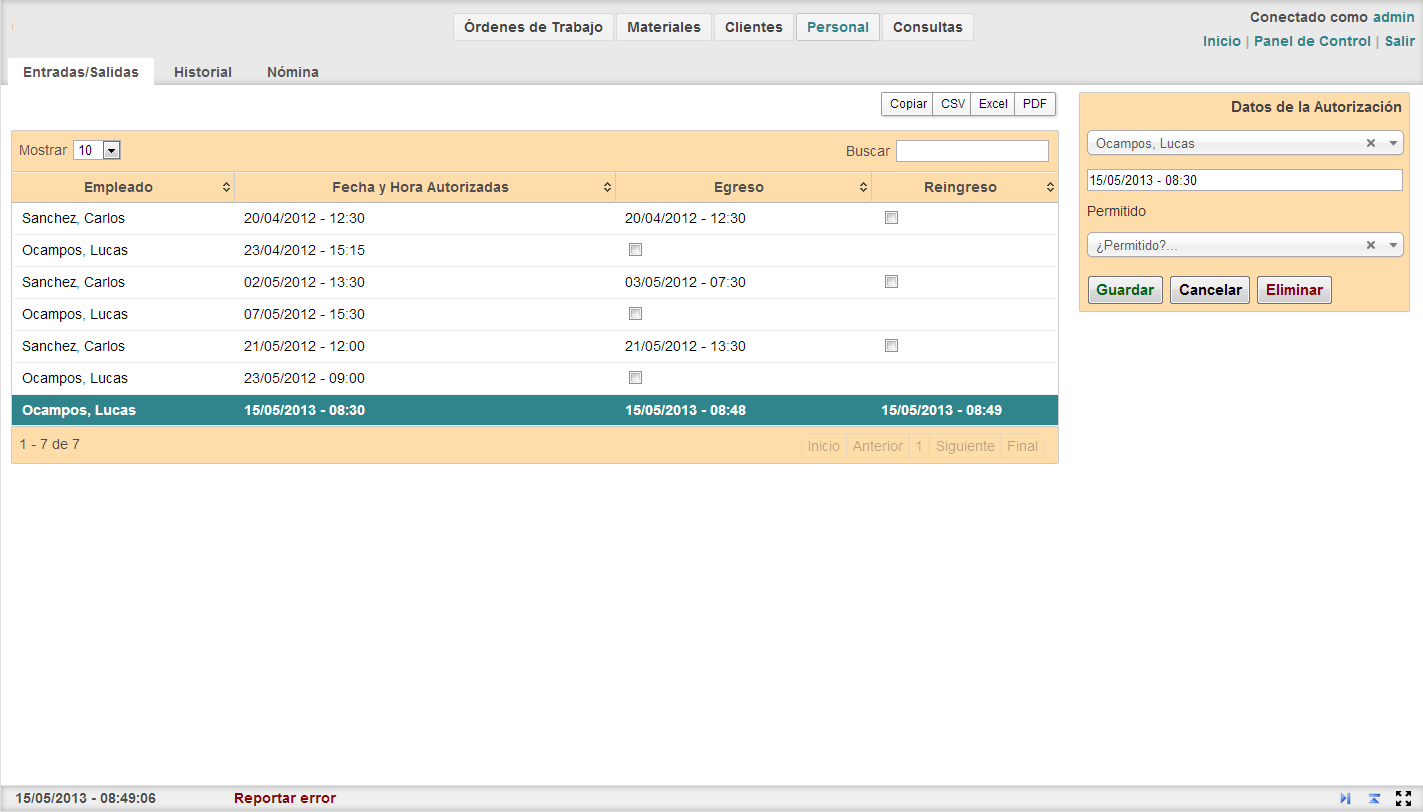 Órdenes de Trabajo Materiales Clientes Personal Consultas
Conectado como admin
Inicio | Panel de Control | Salir
Entradas/Salidas Historial Nómina
Copiar CSV Excel PDF
Mostrar 10 Buscar
Empleado Fecha y Hora Autorizadas Egreso Reingreso
Sanchez, Carlos 20/04/2012 - 12:30 20/04/2012 - 12:30
Ocampos, Lucas 23/04/2012 - 15:15
Sanchez, Carlos 02/05/2012 - 13:30 03/05/2012 - 07:30
Ocampos, Lucas 07/05/2012 - 15:30
Sanchez, Carlos 21/05/2012 - 12:00 21/05/2012 - 13:30
Ocampos, Lucas 23/05/2012 - 09:00
Ocampos, Lucas 15/05/2013 - 08:30 15/05/2013 - 08:48 15/05/2013 - 08:49
1 - 7 de 7 Inicio Anterior 1 Siguiente Final
Datos de la Autorización
Ocampos, Lucas
15/05/2013 - 08:30
Permitido
¿Permitido?...
Guardar Cancelar Eliminar
15/05/2013 - 08:49:06 Reportar error